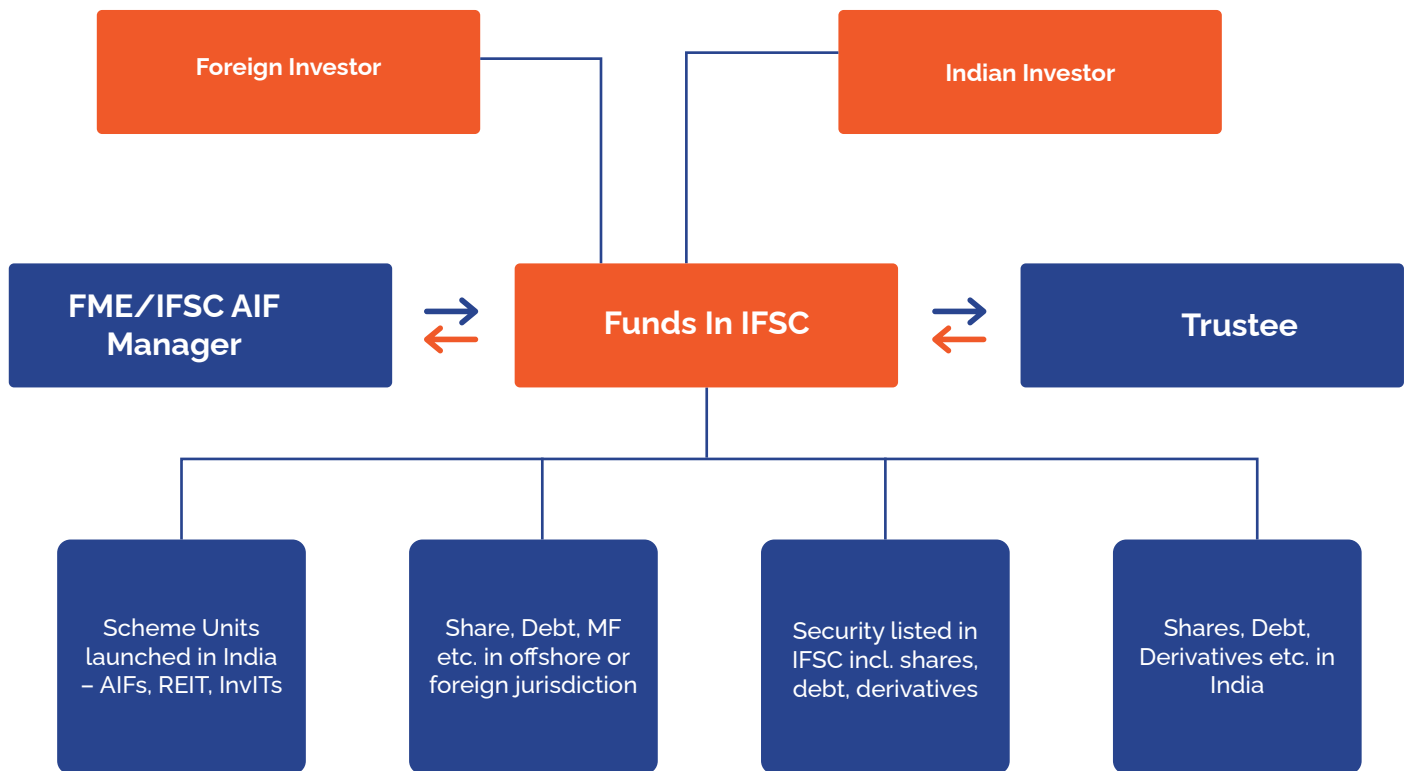 Foreign Investor
Indian Investor
FME/IFSC AIF
Manager
Funds In IFSC
Trustee
Scheme Units
launched in India
– AIFs, REIT, InvITs
Share, Debt, MF
etc. in offshore or
foreign jurisdiction
Security listed in
IFSC incl. shares,
debt, derivatives
Shares, Debt,
Derivatives etc. in
India